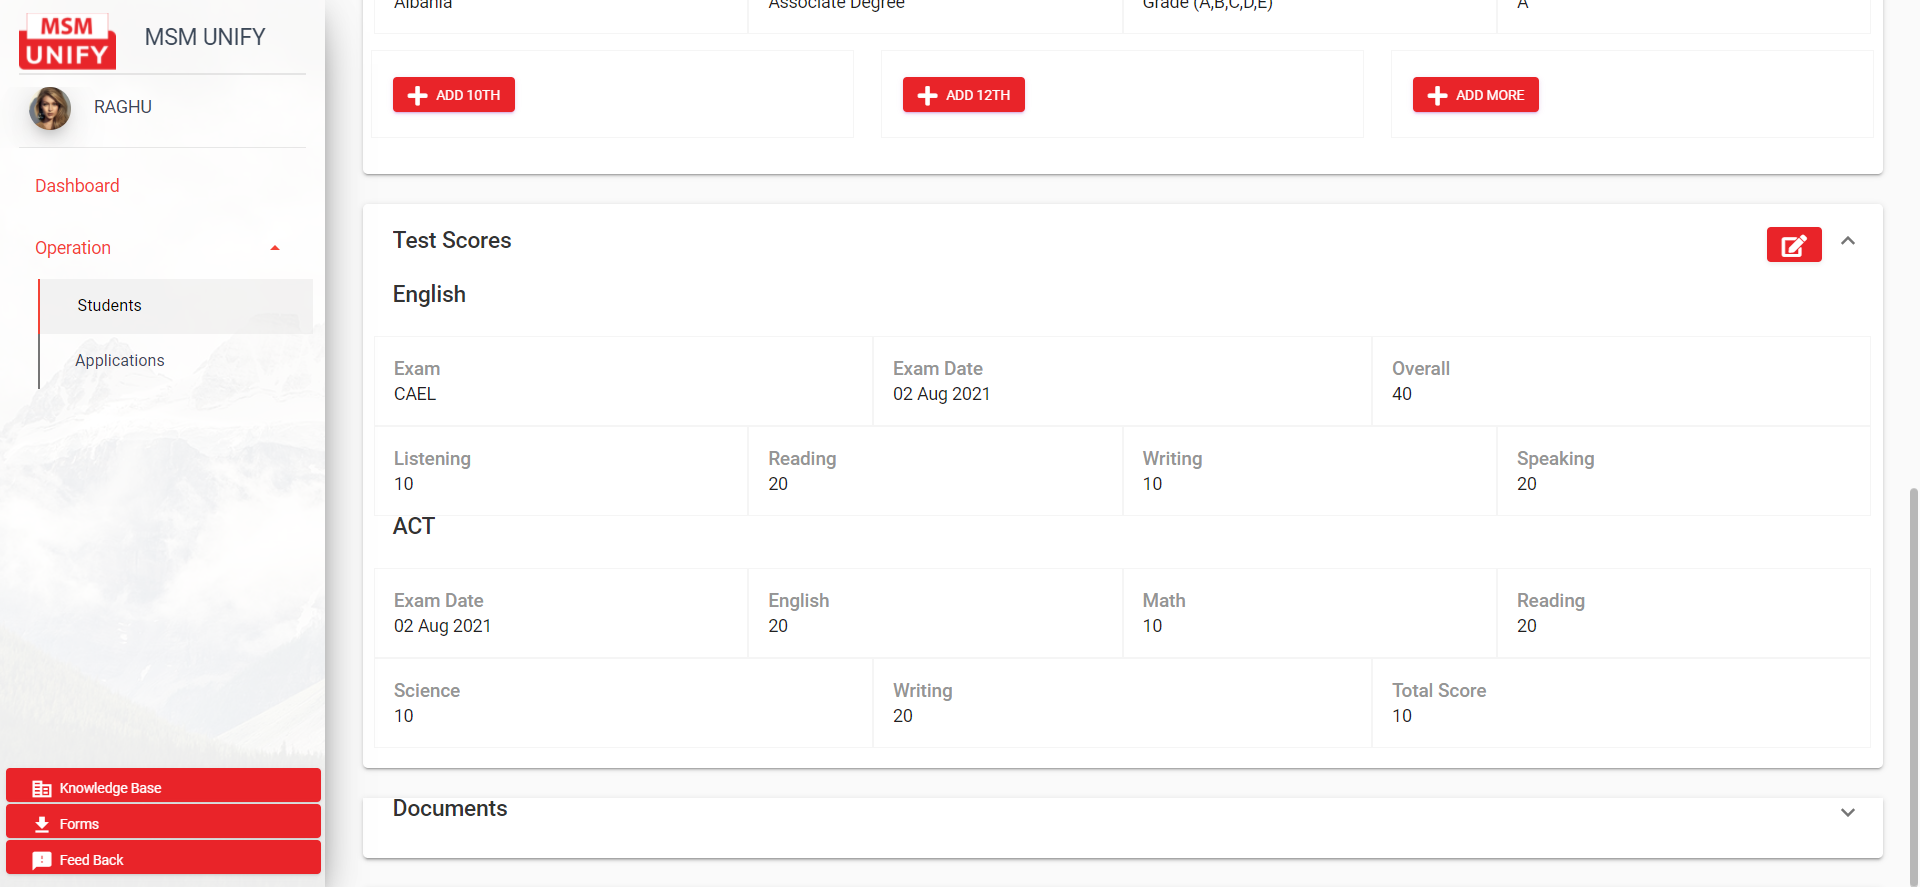 MSM
UNIFY
MSM UNIFY
RAGHU
Dashboard
Operation
Students
Applications
Knowledge Base
Forms
Feed Back
Albania
Associate Degree
Grade (A,B,C,D,E)
A
ADD 10TH
ADD 12TH
ADD MORE
Test Scores
English
Exam
CAEL
Exam Date
02 Aug 2021
Overall
40
Listening
10
Reading
20
Writing
10
Speaking
20
ACT
Exam Date
02 Aug 2021
English
20
Math
10
Reading
20
Science
10
Writing
20
Total Score
10
Documents